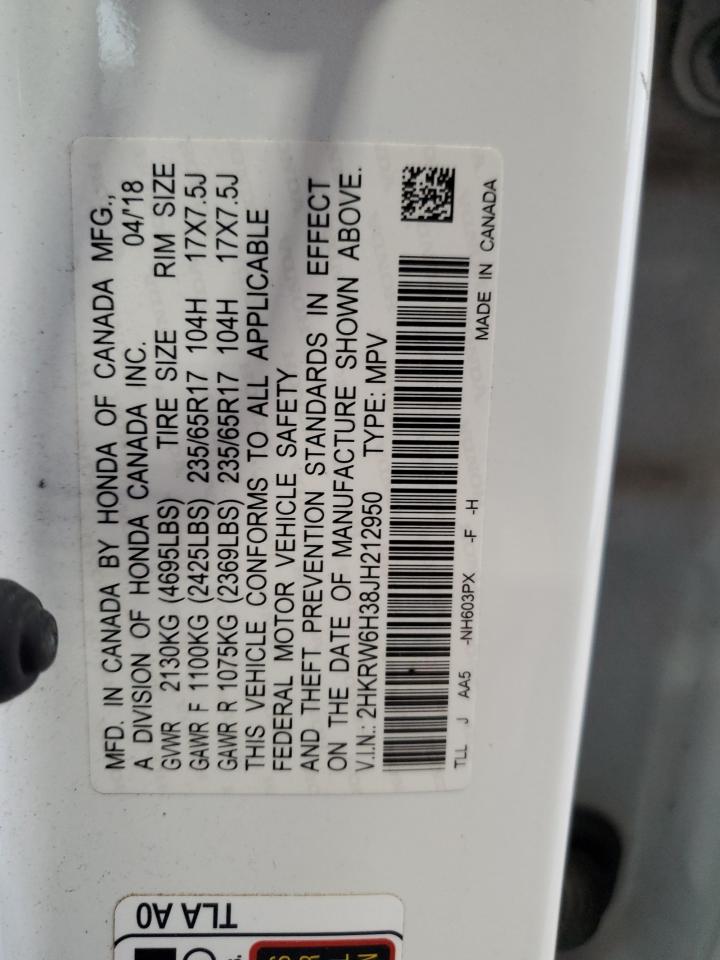 MFD. IN CANADA BY HONDA OF CANADA MFG.,
A DIVISION OF HONDA CANADA INC. 04/'18
GVWR 2130KG (4695LBS) TIRE SIZE RIM SIZE
GAWR F 1100KG (2425LBS) 235/65R17 104H 17X7.5J
GAWR R 1075KG (2369LBS) 235/65R17 104H 17X7.5J
THIS VEHICLE CONFORMS TO ALL APPLICABLE
FEDERAL MOTOR VEHICLE SAFETY
AND THEFT PREVENTION STANDARDS IN EFFECT
ON THE DATE OF MANUFACTURE SHOWN ABOVE.
V.I.N.: 2HKRW6H38JH212950 TYPE: MPV
TLL J AA5 -NH603PX -F -H
MADE IN CANADA
TLA A0